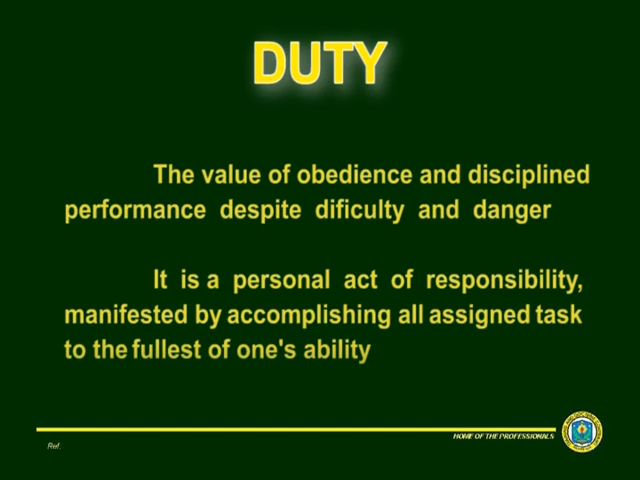 DUTY
The value of obedience and disciplined
performance despite dificulty and danger
It is a personal act of responsibility,
manifested by accomplishing all assigned task
to the fullest of one's ability
HOME OF THE PROFESSIONALS
Ref: